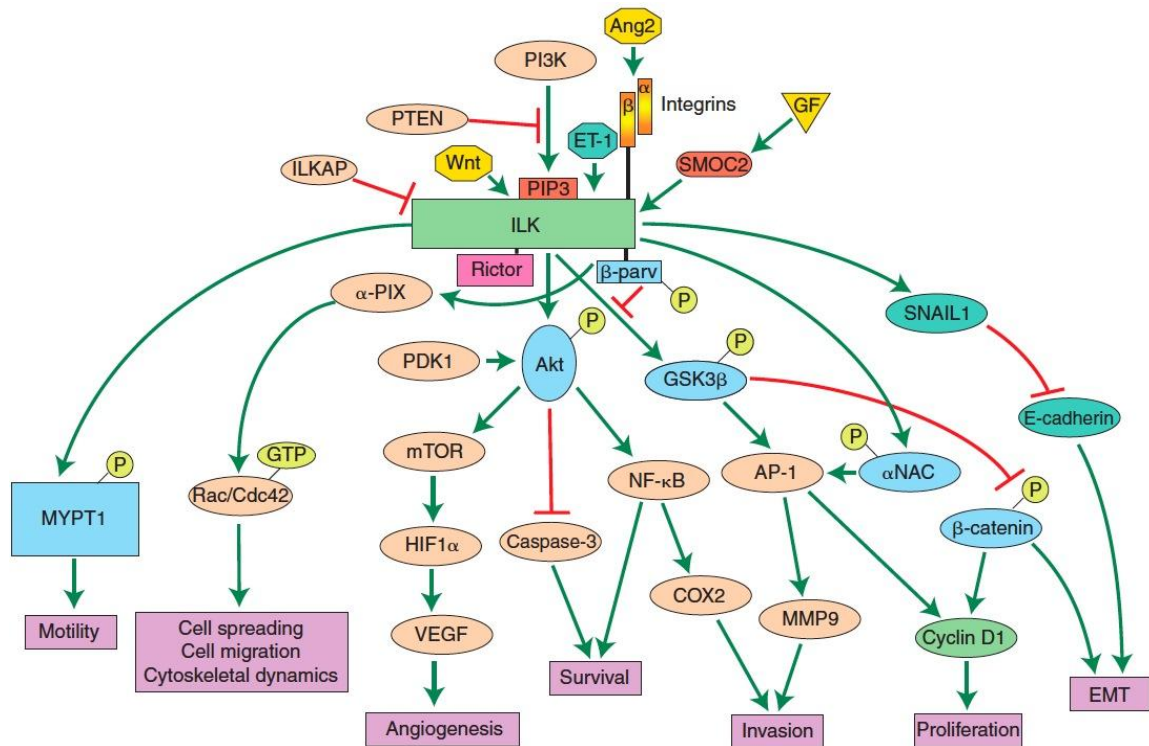 Ang2
PI3K
α
β
Integrins
GF
PTEN
ET-1
SMOC2
Wnt
ILKAP
PIP3
ILK
Rictor
β-parv
P
α-PIX
SNAIL1
P
P
PDK1
Akt
GSK3β
E-cadherin
GTP
P
mTOR
P
Rac/Cdc42
NF-κB
AP-1
αNAC
P
MYPT1
β-catenin
HIF1α
Caspase-3
COX2
MMP9
Motility
Cell spreading
Cell migration
Cytoskeletal dynamics
VEGF
Cyclin D1
Survival
EMT
Angiogenesis
Invasion
Proliferation